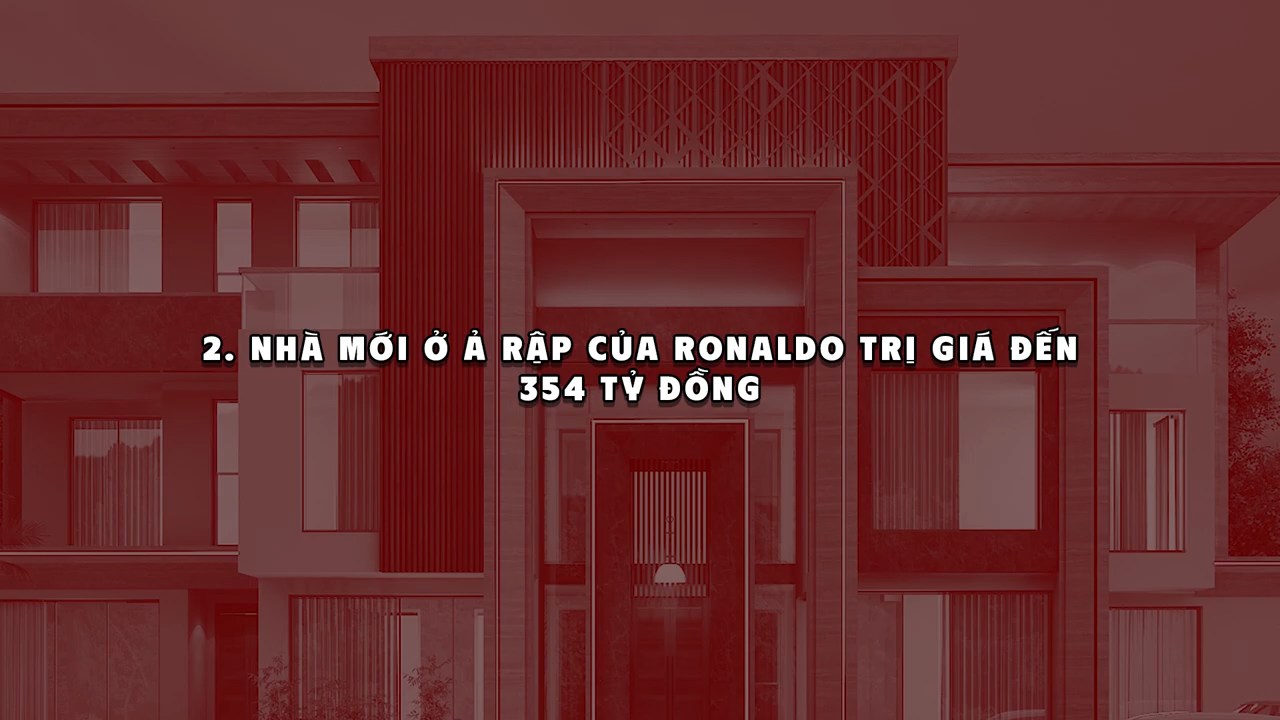 2. NHÀ MỚI Ở Ả RẬP CỦA RONALDO TRỊ GIÁ ĐẾN
354 TỶ ĐỒNG